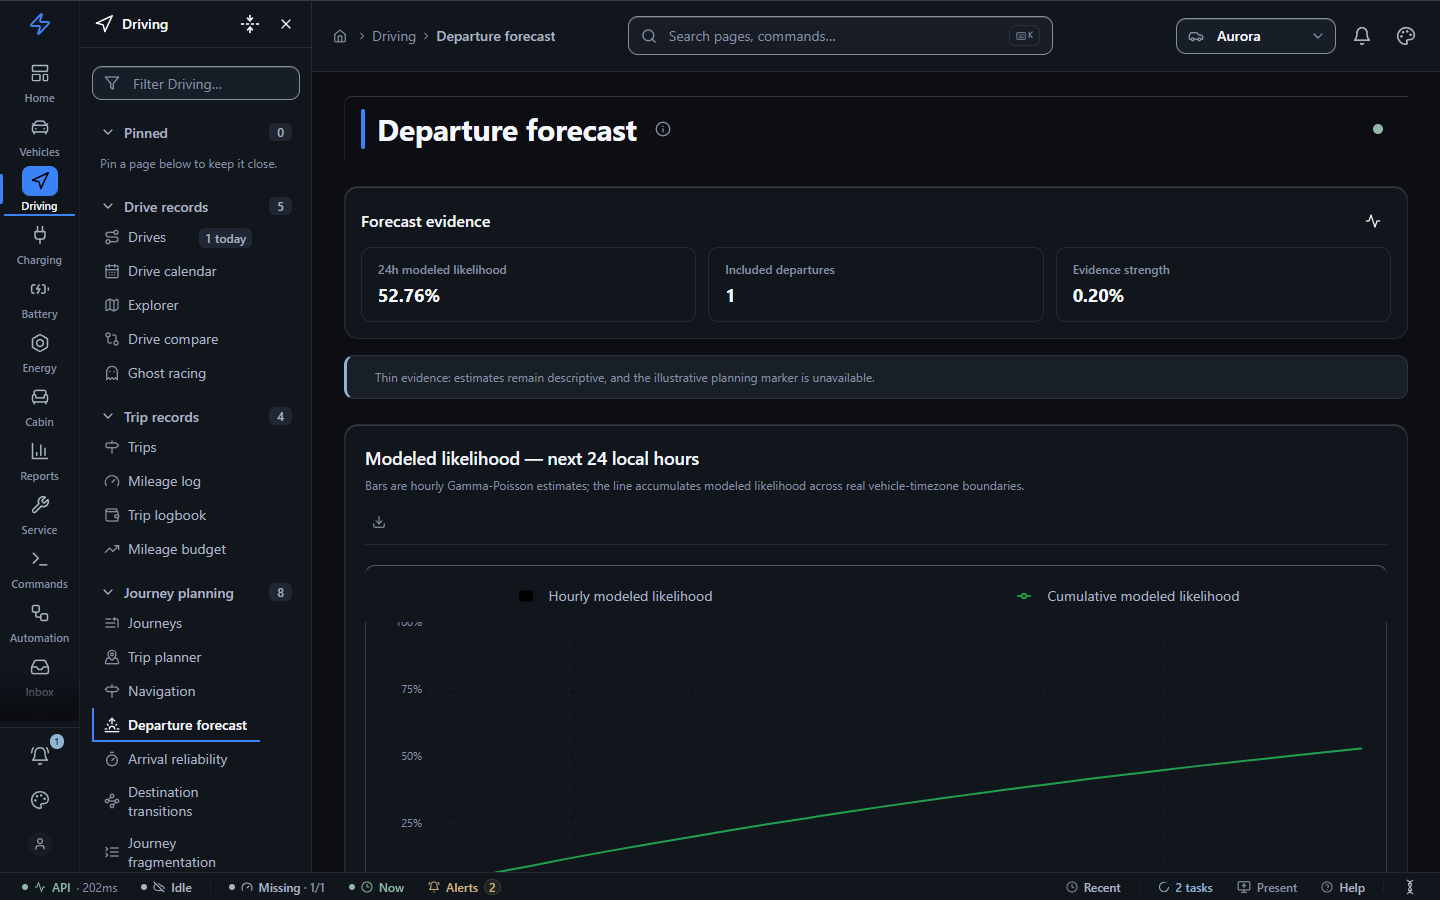 Driving
Driving
Departure forecast
Search pages, commands...
K
Aurora
Home
Vehicles
Driving
Charging
Battery
Energy
Cabin
Reports
Service
Commands
Automation
Inbox
1
Filter Driving...
Pinned 0
Pin a page below to keep it close.
Drive records 5
Drives 1 today
Drive calendar
Explorer
Drive compare
Ghost racing
Trip records 4
Trips
Mileage log
Trip logbook
Mileage budget
Journey planning 8
Journeys
Trip planner
Navigation
Departure forecast
Arrival reliability
Destination
transitions
Journey
fragmentation
Departure forecast
Forecast evidence
24h modeled likelihood
52.76%
Included departures
1
Evidence strength
0.20%
Thin evidence: estimates remain descriptive, and the illustrative planning marker is unavailable.
Modeled likelihood — next 24 local hours
Bars are hourly Gamma-Poisson estimates; the line accumulates modeled likelihood across real vehicle-timezone boundaries.
Hourly modeled likelihood
Cumulative modeled likelihood
100%
75%
50%
25%
API · 202ms
Idle
Missing · 1/1
Now
Alerts 2
Recent
2 tasks
Present
Help